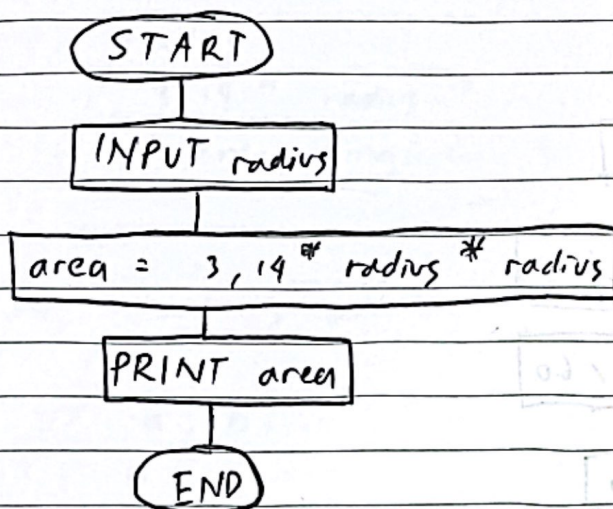 START
INPUT radius
area = 3,14 * radius * radius
PRINT area
END